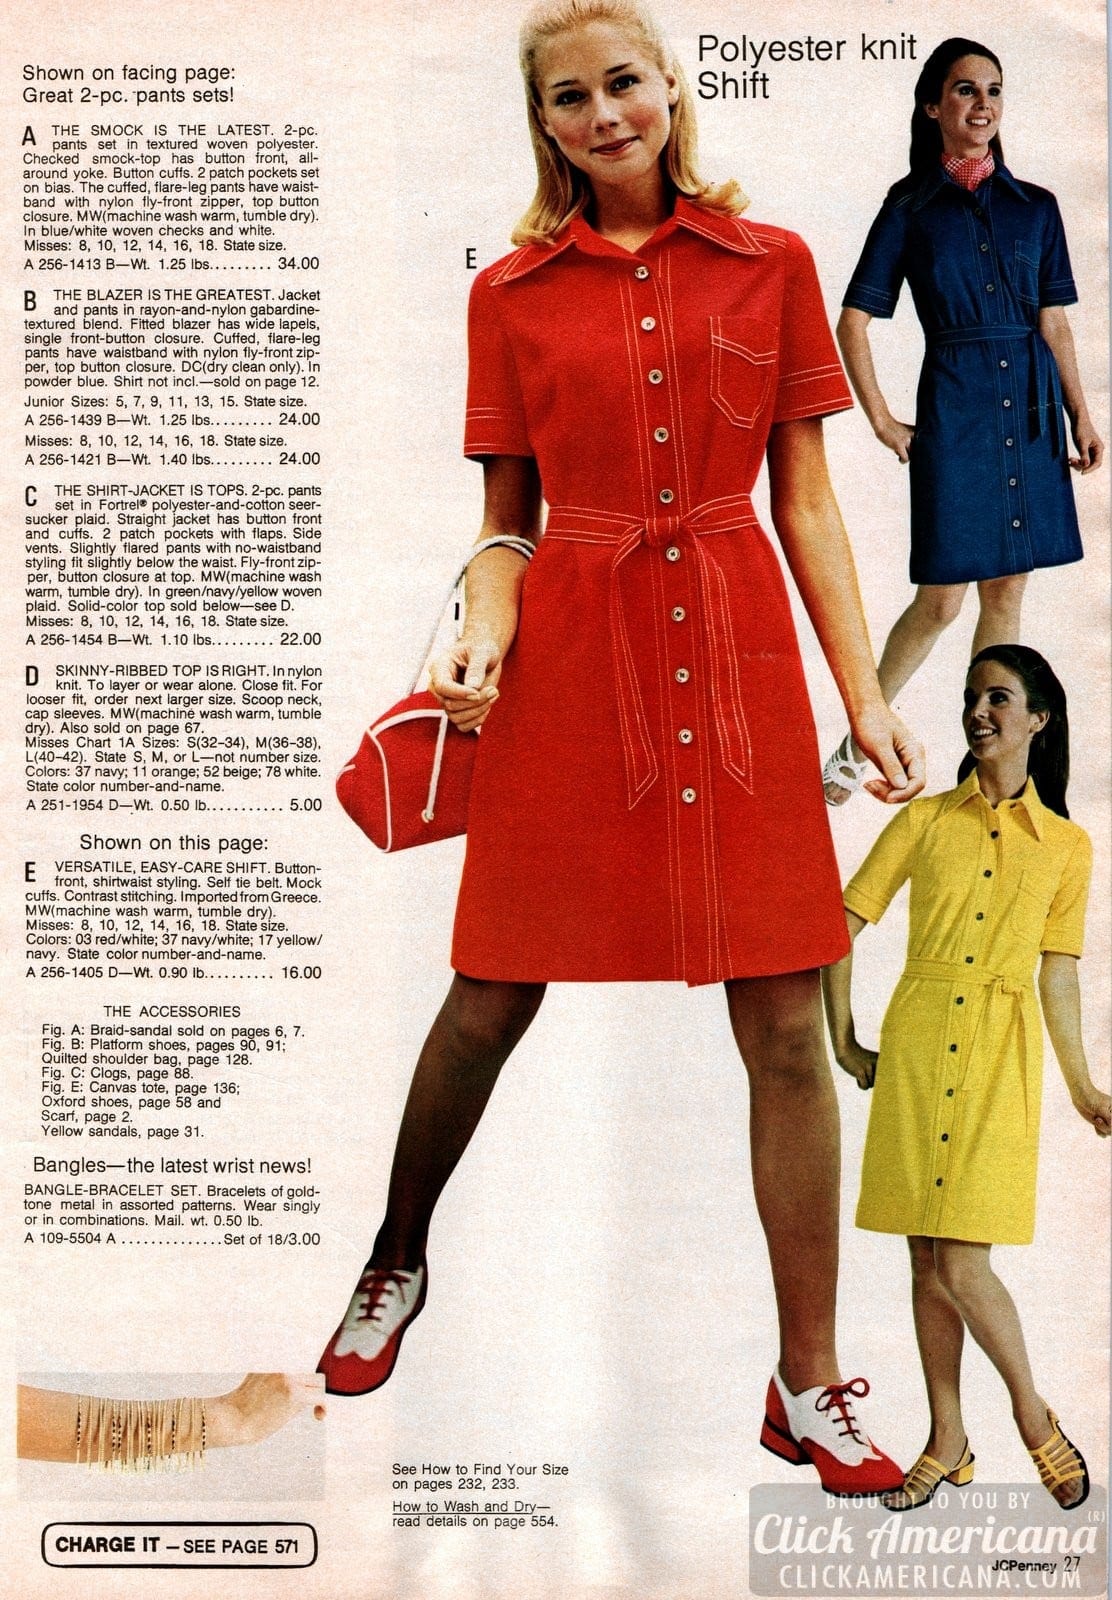 Polyester knit
Shift
Shown on facing page:
Great 2-pc. pants sets!
A THE SMOCK IS THE LATEST. 2-pc.
pants set in textured woven polyester.
Checked smock-top has button front, all-
around yoke. Button cuffs. 2 patch pockets set
on bias. The cuffed, flare-leg pants have waist-
band with nylon fly-front zipper, top button
closure. MW(machine wash warm, tumble dry).
In blue/white woven checks and white.
Misses: 8, 10, 12, 14, 16, 18. State size.
A 256-1413 B—Wt. 1.25 lbs......... 34.00
B THE BLAZER IS THE GREATEST. Jacket
and pants in rayon-and-nylon gabardine-
textured blend. Fitted blazer has wide lapels,
single front-button closure. Cuffed, flare-leg
pants have waistband with nylon fly-front zip-
per, top button closure. DC(dry clean only). In
powder blue. Shirt not incl.—sold on page 12.
Junior Sizes: 5, 7, 9, 11, 13, 15. State size.
A 256-1439 B—Wt. 1.25 lbs......... 24.00
Misses: 8, 10, 12, 14, 16, 18. State size.
A 256-1421 B—Wt. 1.40 lbs......... 24.00
C THE SHIRT-JACKET IS TOPS. 2-pc. pants
set in Fortrel® polyester-and-cotton seer-
sucker plaid. Straight jacket has button front
and cuffs. 2 patch pockets with flaps. Side
vents. Slightly flared pants with no-waistband
styling fit slightly below the waist. Fly-front zip-
per, button closure at top. MW(machine wash
warm, tumble dry). In green/navy/yellow woven
plaid. Solid-color top sold below—see D.
Misses: 8, 10, 12, 14, 16, 18. State size.
A 256-1454 B—Wt. 1.10 lbs......... 22.00
D SKINNY-RIBBED TOP IS RIGHT. In nylon
knit. To layer or wear alone. Close fit. For
looser fit, order next larger size. Scoop neck,
cap sleeves. MW(machine wash warm, tumble
dry). Also sold on page 67.
Misses Chart 1A Sizes: S(32–34), M(36–38),
L(40–42). State S, M, or L—not number size.
Colors: 37 navy; 11 orange; 52 beige; 78 white.
State color number-and-name.
A 251-1954 D—Wt. 0.50 lb........... 5.00
Shown on this page:
E VERSATILE, EASY-CARE SHIFT. Button-
front, shirtwaist styling. Self tie belt. Mock
cuffs. Contrast stitching. Imported from Greece.
MW(machine wash warm, tumble dry).
Misses: 8, 10, 12, 14, 16, 18. State size.
Colors: 03 red/white; 37 navy/white; 17 yellow/
navy. State color number-and-name.
A 256-1405 D—Wt. 0.90 lb.......... 16.00
THE ACCESSORIES
Fig. A: Braid-sandal sold on pages 6, 7.
Fig. B: Platform shoes, pages 90, 91;
Quilted shoulder bag, page 128.
Fig. C: Clogs, page 88.
Fig. E: Canvas tote, page 136;
Oxford shoes, page 58 and
Scarf, page 2.
Yellow sandals, page 31.
Bangles—the latest wrist news!
BANGLE-BRACELET SET. Bracelets of gold-
tone metal in assorted patterns. Wear singly
or in combinations. Mail. wt. 0.50 lb.
A 109-5504 A ..............Set of 18/3.00
CHARGE IT – SEE PAGE 571
E
See How to Find Your Size
on pages 232, 233.
How to Wash and Dry—
read details on page 554.
BROUGHT TO YOU BY
Click Americana (R)
JCPenney 27
CLICKAMERICANA.COM